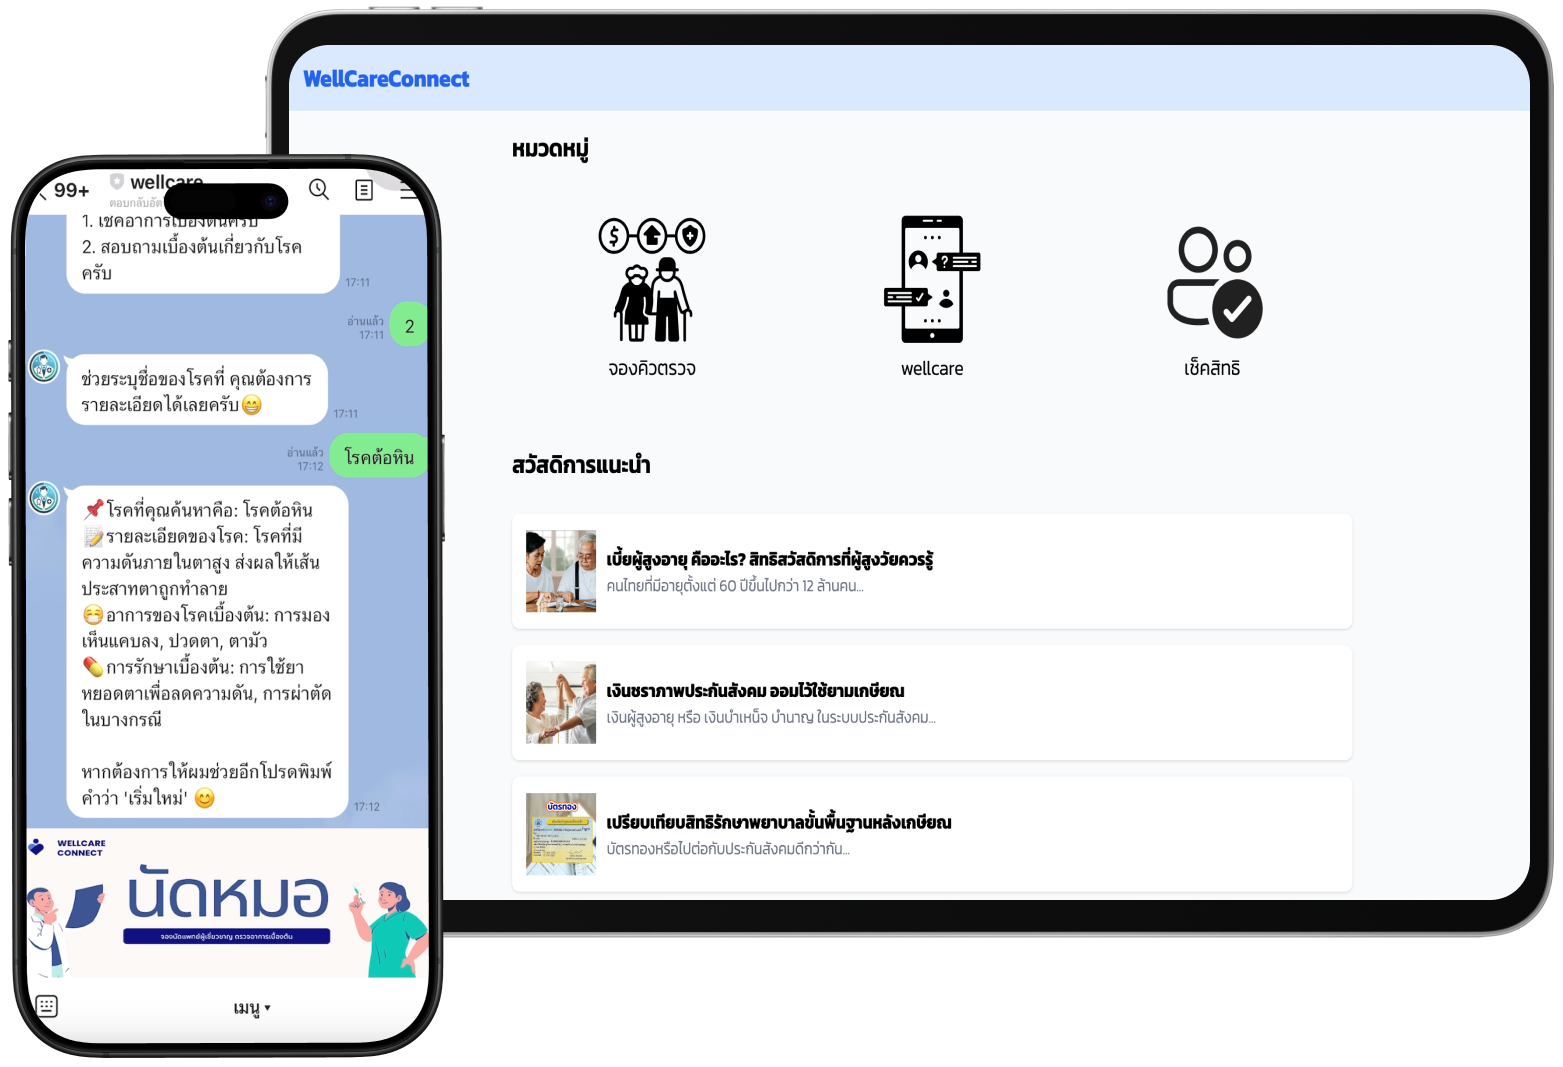 WellCareConnect
หมวดหมู่
จองคิวตรวจ
wellcare
เช็คสิทธิ
สวัสดิการแนะนำ
เบี้ยผู้สูงอายุ คืออะไร? สิทธิสวัสดิการที่ผู้สูงวัยควรรู้
คนไทยที่มีอายุตั้งแต่ 60 ปีขึ้นไปกว่า 12 ล้านคน...
เงินชราภาพประกันสังคม ออมไว้ใช้ยามเกษียณ
เงินผู้สูงอายุ หรือ เงินบำเหน็จ บำนาญ ในระบบประกันสังคม...
บัตรทอง
เปรียบเทียบสิทธิรักษาพยาบาลขั้นพื้นฐานหลังเกษียณ
บัตรทองหรือไปต่อกับประกันสังคมดีกว่ากัน...
99+
wellcare
1. เช็คอาการเบื้องต้นครับ
2. สอบถามเบื้องต้นเกี่ยวกับโรค
ครับ
17:11
อ่านแล้ว
17:11
2
ช่วยระบุชื่อของโรคที่ คุณต้องการ
รายละเอียดได้เลยครับ😁
17:11
อ่านแล้ว
17:12
โรคต้อหิน
📌โรคที่คุณค้นหาคือ: โรคต้อหิน
📝รายละเอียดของโรค: โรคที่มี
ความดันภายในตาสูง ส่งผลให้เส้น
ประสาทตาถูกทำลาย
😷อาการของโรคเบื้องต้น: การมอง
เห็นแคบลง, ปวดตา, ตามัว
💊การรักษาเบื้องต้น: การใช้ยา
หยอดตาเพื่อลดความดัน, การผ่าตัด
ในบางกรณี
หากต้องการให้ผมช่วยอีกโปรดพิมพ์
คำว่า 'เริ่มใหม่' 😊
17:12
WELLCARE
CONNECT
นัดหมอ
จองนัดแพทย์ผู้เชี่ยวชาญ ตรวจอาการเบื้องต้น
เมนู ▾